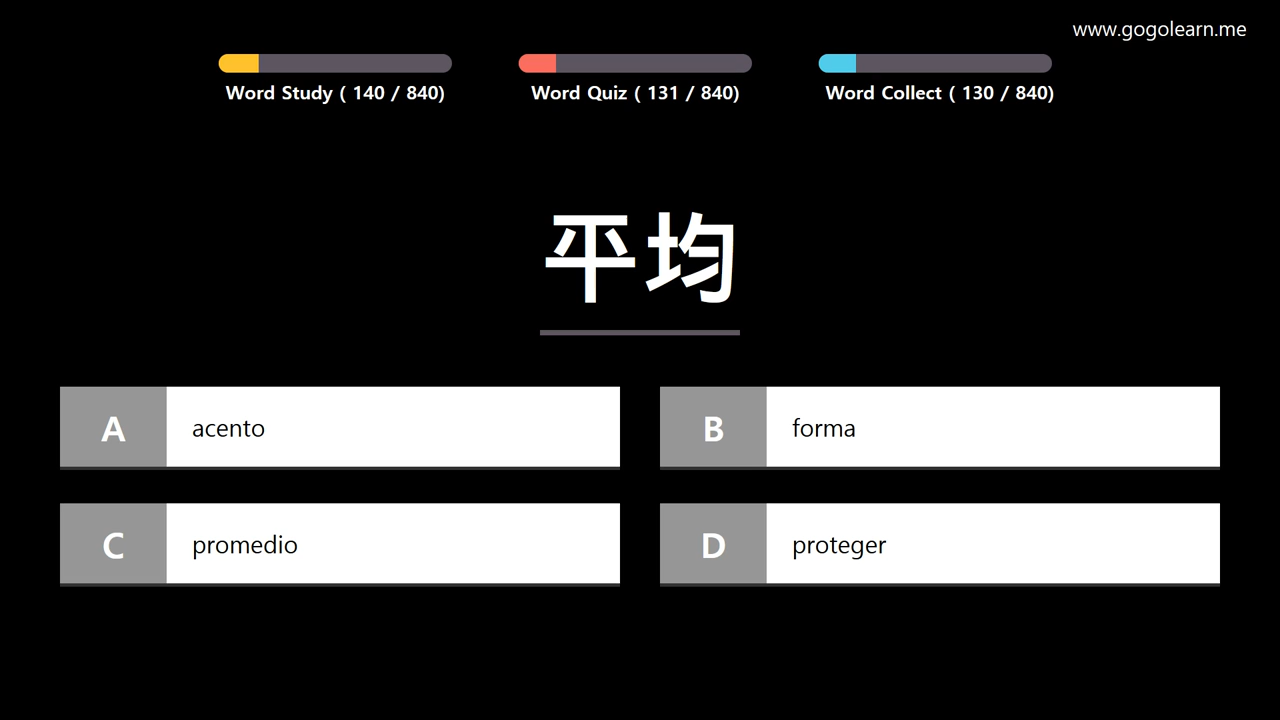 www.gogolearn.me
Word Study ( 140 / 840)
Word Quiz ( 131 / 840)
Word Collect ( 130 / 840)
平均
A acento
B forma
C promedio
D proteger